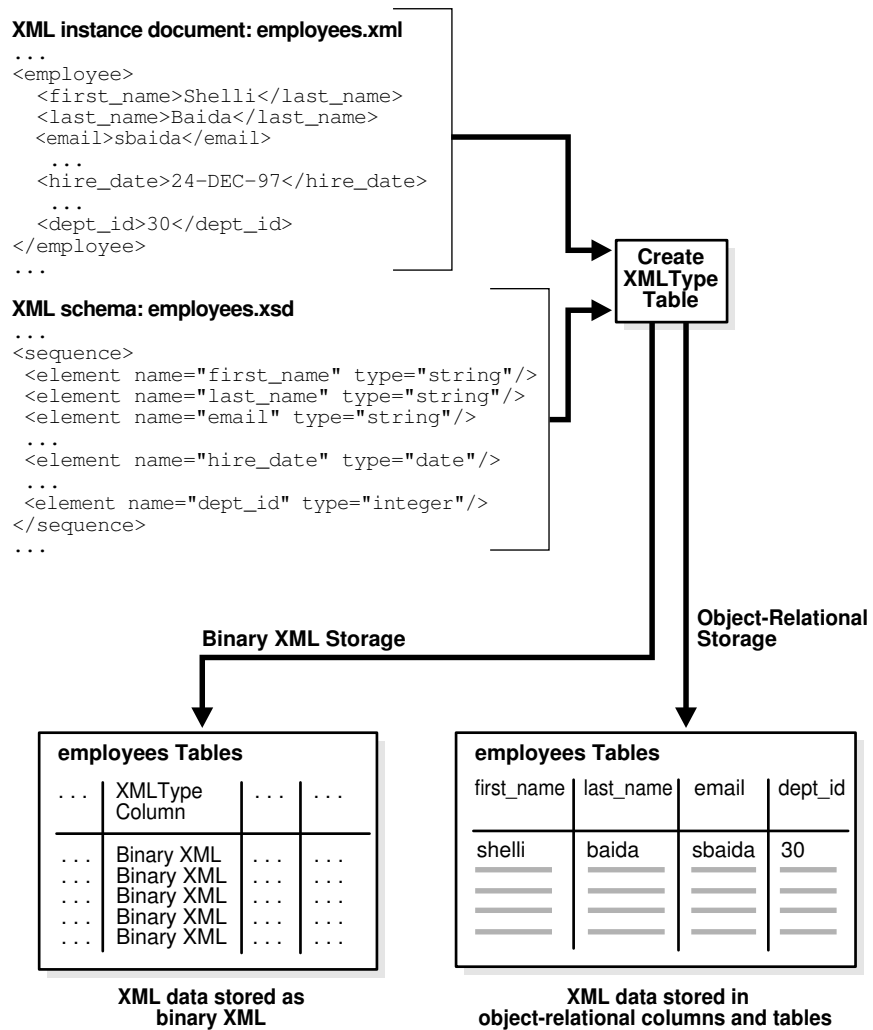 XML instance document: employees.xml
...
<employee>
<first_name>Shelli</last_name>
<last_name>Baida</last_name>
<email>sbaida</email>
...
<hire_date>24-DEC-97</hire_date>
...
<dept_id>30</dept_id>
</employee>
...
Create
XMLType
Table
XML schema: employees.xsd
...
<sequence>
<element name="first_name" type="string"/>
<element name="last_name" type="string"/>
<element name="email" type="string"/>
...
<element name="hire_date" type="date"/>
...
<element name="dept_id" type="integer"/>
</sequence>
...
Binary XML Storage
Object-Relational
Storage
employees Tables
... XMLType ... ...
Column
... Binary XML ... ...
... Binary XML ... ...
... Binary XML ... ...
... Binary XML ... ...
... Binary XML ... ...
XML data stored as
binary XML
employees Tables
first_name last_name email dept_id
shelli baida sbaida 30
XML data stored in
object-relational columns and tables